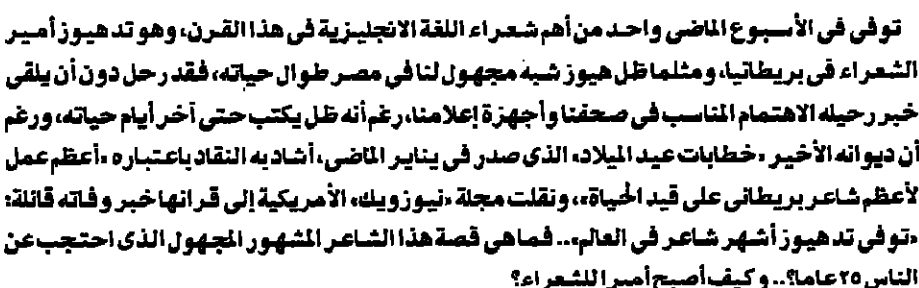 توفى فى الأسبوع الماضى واحد من أهم شعراء اللغة الانجليزية فى هذا القرن، وهو تد هيوز أمير
الشعراء فى بريطانيا، ومثلما ظل هيوز شبه مجهول لنا فى مصر طوال حياته، فقد رحل دون أن يلقى
خبر رحيله الاهتمام المناسب فى صحفنا وأجهزة إعلامنا، رغم أنه ظل يكتب حتى آخر أيام حياته، ورغم
أن ديوانه الأخير «خطابات عيد الميلاد» الذى صدر فى يناير الماضى، أشاد به النقاد باعتباره «أعظم عمل
لأعظم شاعر بريطانى على قيد الحياة»، ونقلت مجلة «نيوزويك» الأمريكية إلى قرائها خبر وفاته قائلة:
«توفى تد هيوز أشهر شاعر فى العالم».. فما هى قصة هذا الشاعر المشهور المجهول الذى احتجب عن
الناس ٢٥ عاما؟.. وكيف أصبح أميرا للشعراء؟